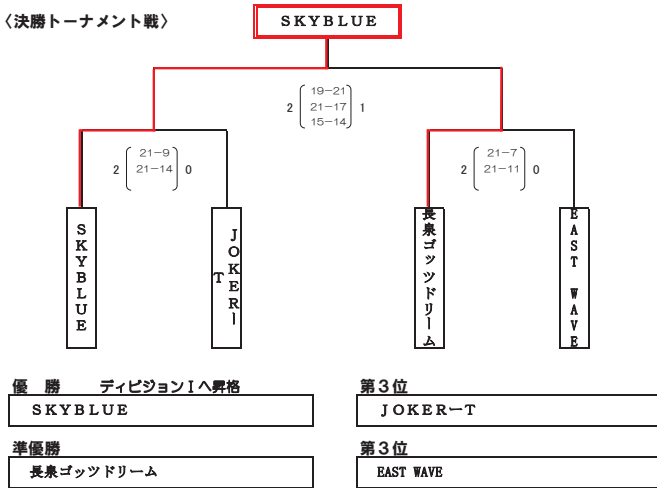 〈決勝トーナメント戦〉
ＳＫＹＢＬＵＥ
19−21
2 21−17 1
15−14
21−9
2 21−14 0
21−7
2 21−11 0
ＳＫＹＢＬＵＥ
ＪＯＫＥＲーＴ
長泉ゴッツドリーム
ＥＡＳＴ　ＷＡＶＥ
優　勝　ディビジョンⅠへ昇格
ＳＫＹＢＬＵＥ
第３位
ＪＯＫＥＲーＴ
準優勝
長泉ゴッツドリーム
第３位
EAST WAVE